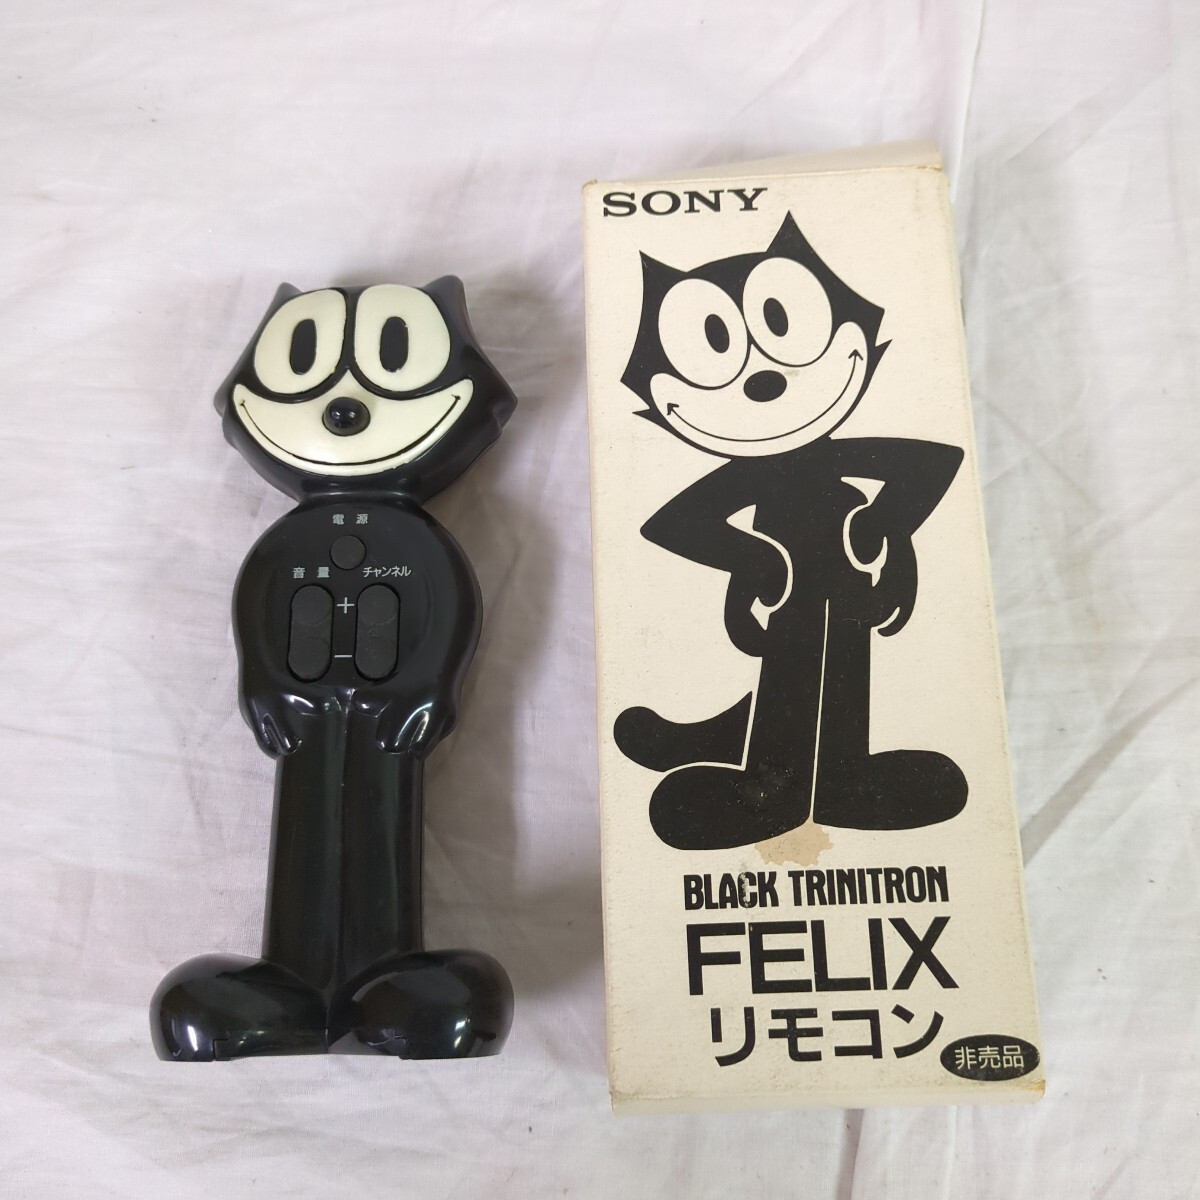 電源
音量 チャンネル
+
−
SONY
BLACK TRINITRON
FELIX
リモコン
非売品